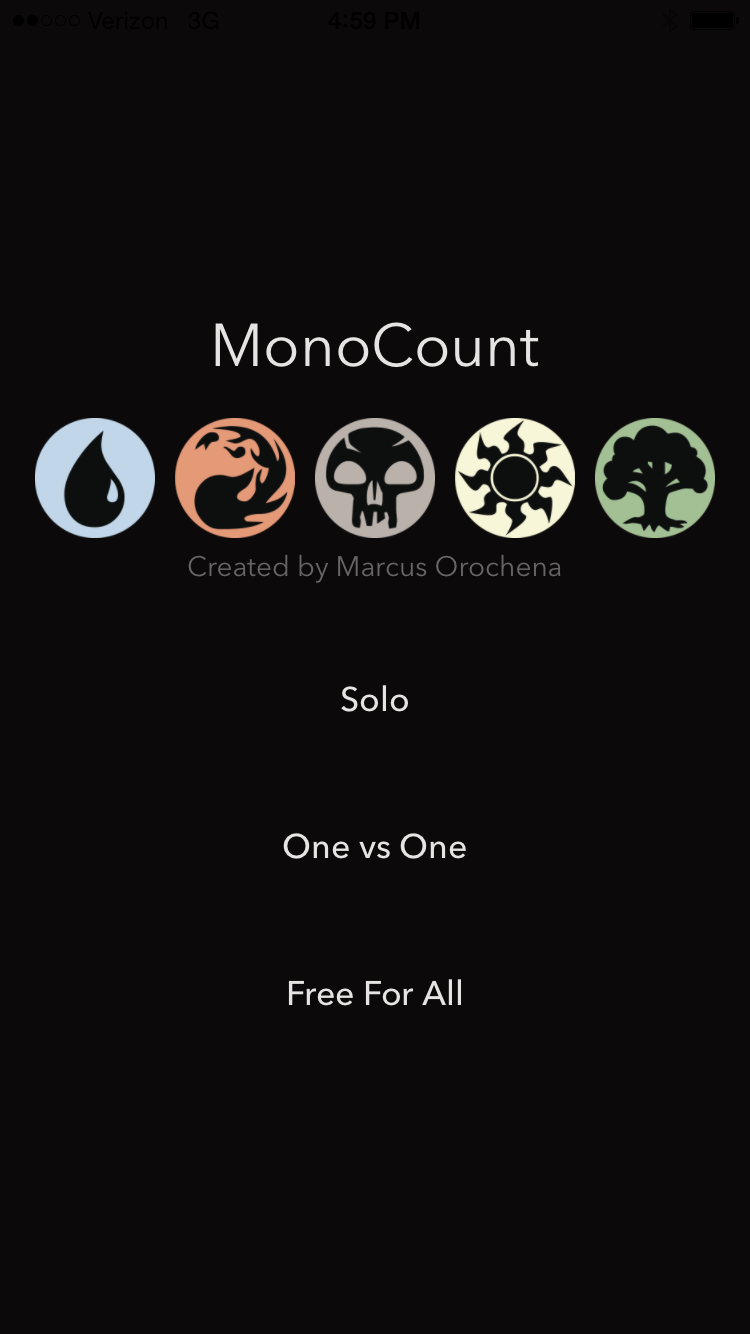 Verizon 3G 4:59 PM
MonoCount
Created by Marcus Orochena
Solo
One vs One
Free For All